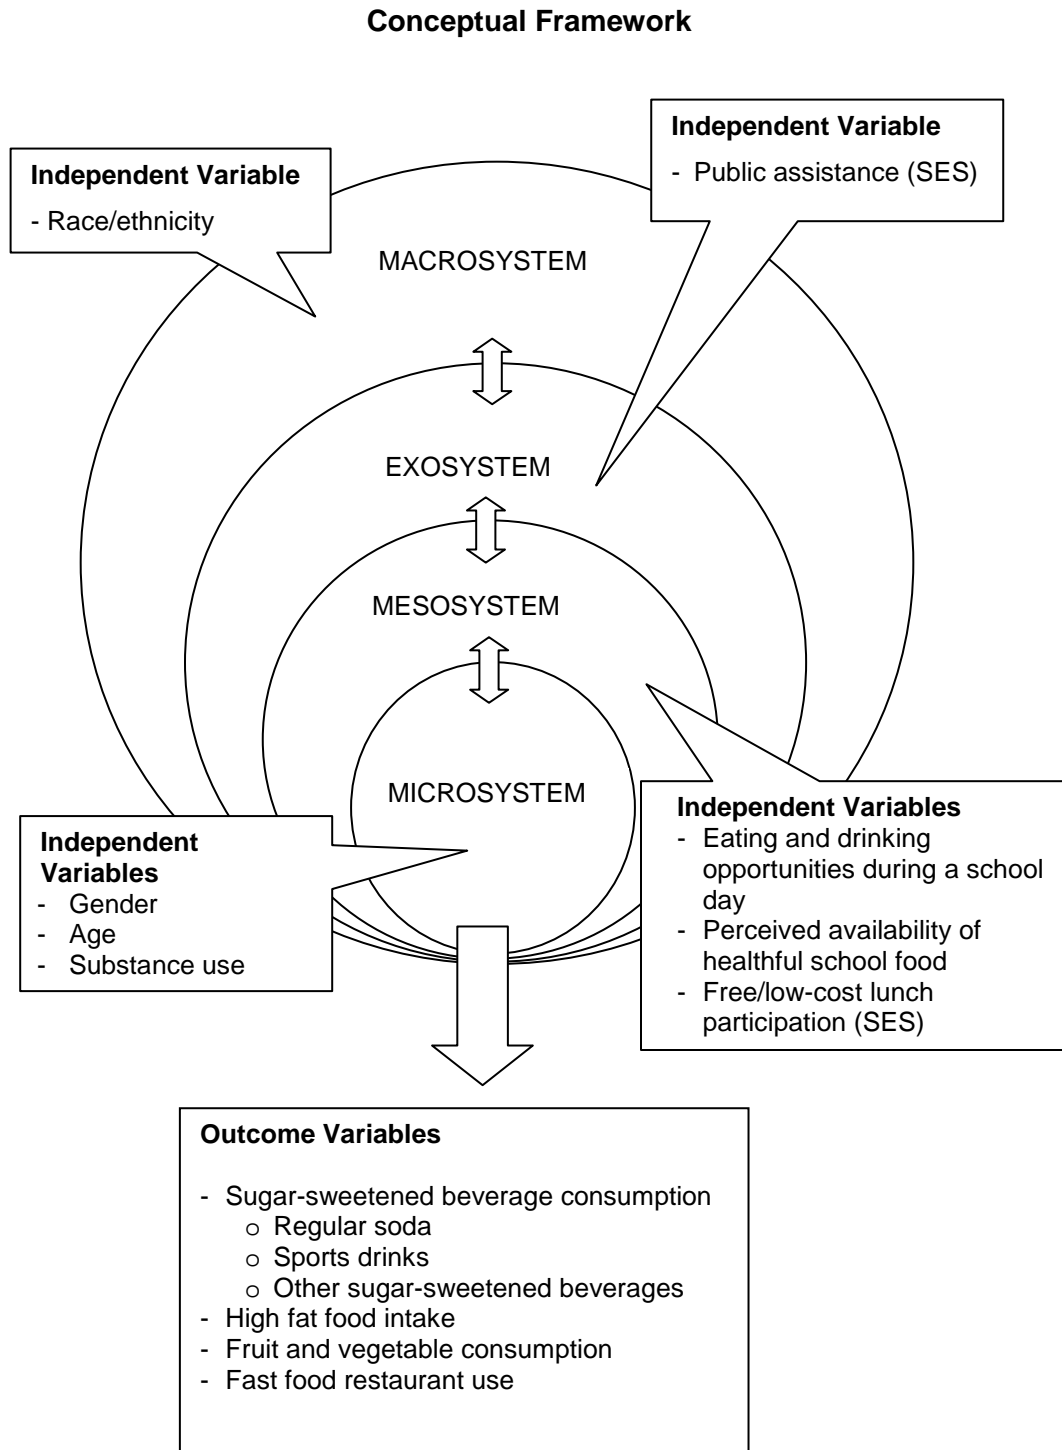 Conceptual Framework
Independent Variable
- Public assistance (SES)
Independent Variable
- Race/ethnicity
MACROSYSTEM
EXOSYSTEM
MESOSYSTEM
MICROSYSTEM
Independent
Variables
- Gender
- Age
- Substance use
Independent Variables
- Eating and drinking
opportunities during a school
day
- Perceived availability of
healthful school food
- Free/low-cost lunch
participation (SES)
Outcome Variables
- Sugar-sweetened beverage consumption
o Regular soda
o Sports drinks
o Other sugar-sweetened beverages
- High fat food intake
- Fruit and vegetable consumption
- Fast food restaurant use